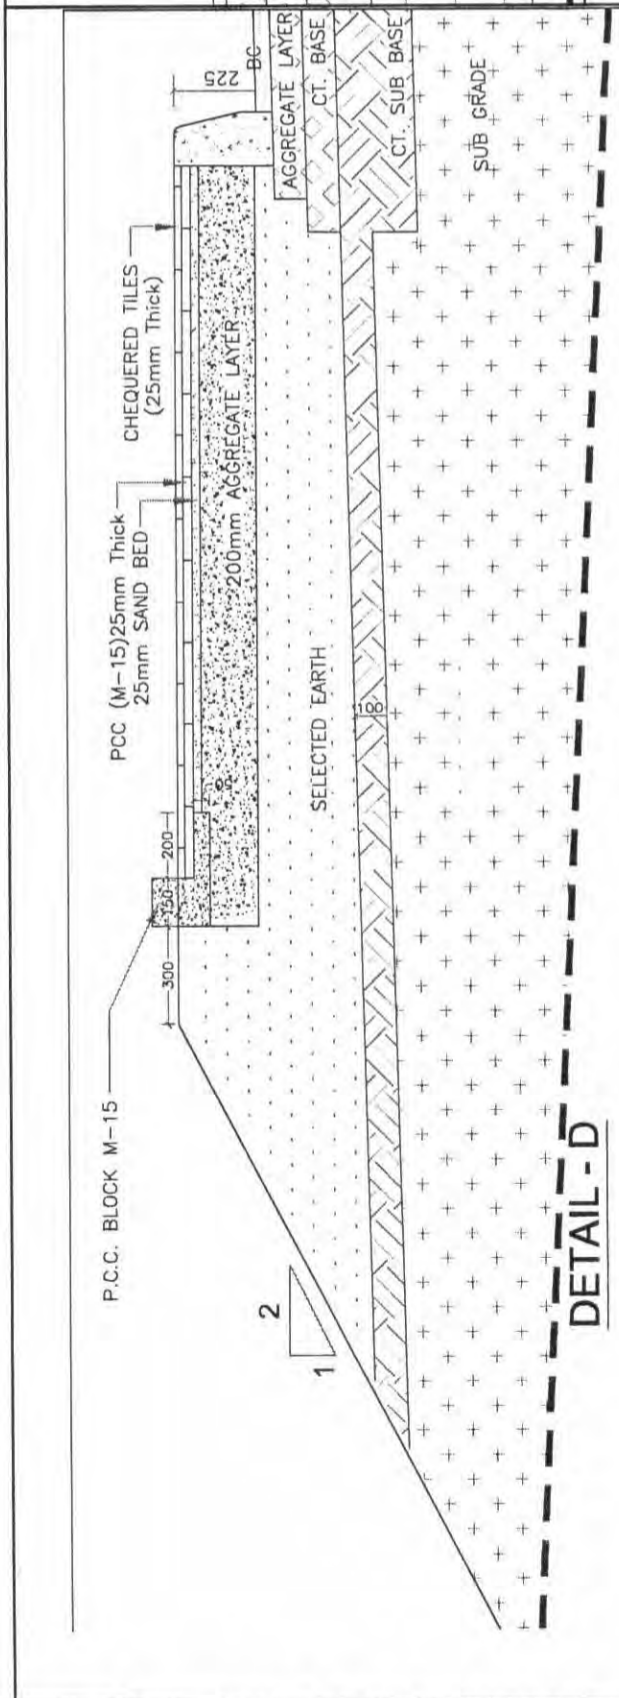 P.C.C. BLOCK M-15
PCC (M-15)25mm Thick
25mm SAND BED
CHEQUERED TILES
(25mm Thick)
225
300
150
200
BC
200mm AGGREGATE LAYER
AGGREGATE LAYER
CT. BASE
SELECTED EARTH
CT. SUB BASE
SUB GRADE
2
1
DETAIL - D